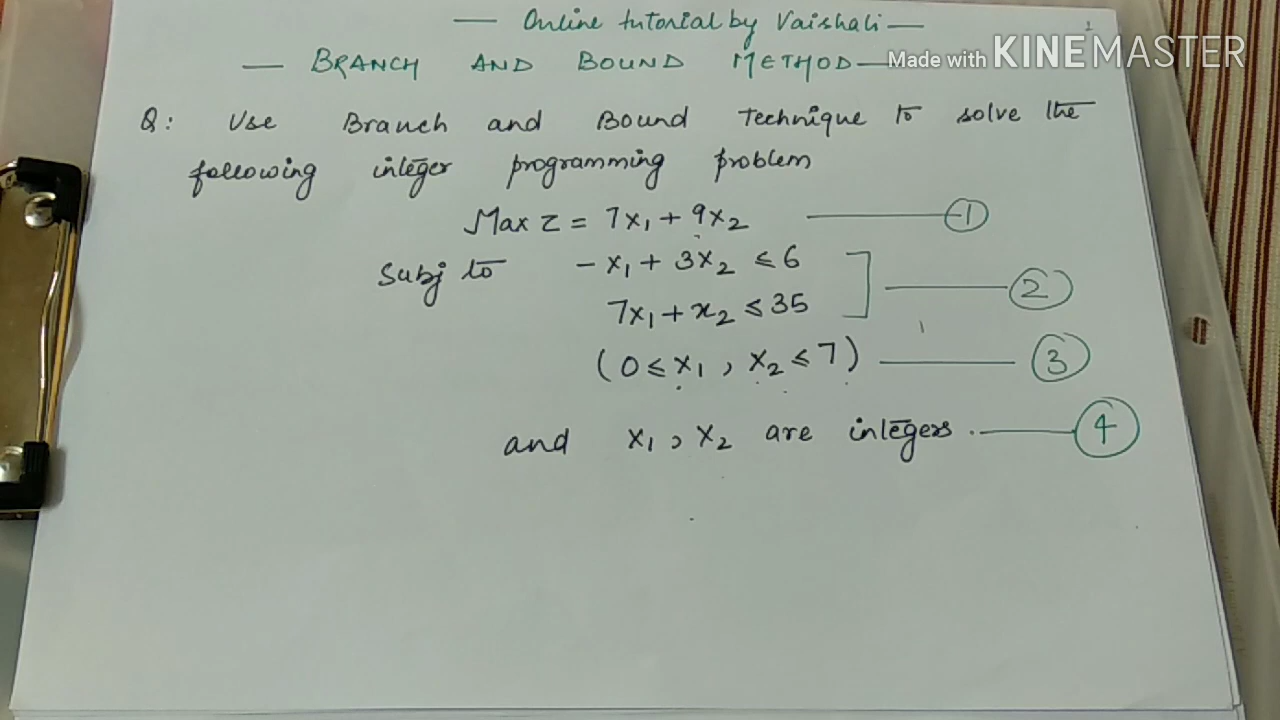 — Online tutorial by Vaishali —
1
— BRANCH AND BOUND METHOD —
Made with KINEMASTER
Q: Use Branch and Bound Technique to solve the
following integer programming problem
Max Z = 7x₁ + 9x₂ ——— ①
Subj to - x₁ + 3x₂ ≤ 6
] ——— ②
7x₁ + x₂ ≤ 35
(0 ≤ x₁ , x₂ ≤ 7) ——— ③
and x₁ , x₂ are integers . ——— ④